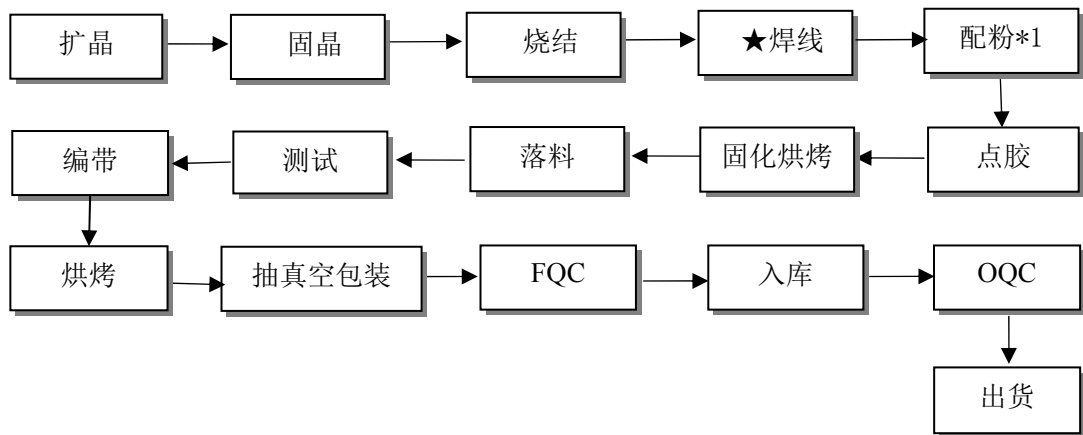 扩晶
固晶
烧结
★焊线
配粉*1
点胶
固化烘烤
落料
测试
编带
烘烤
抽真空包装
FQC
入库
OQC
出货